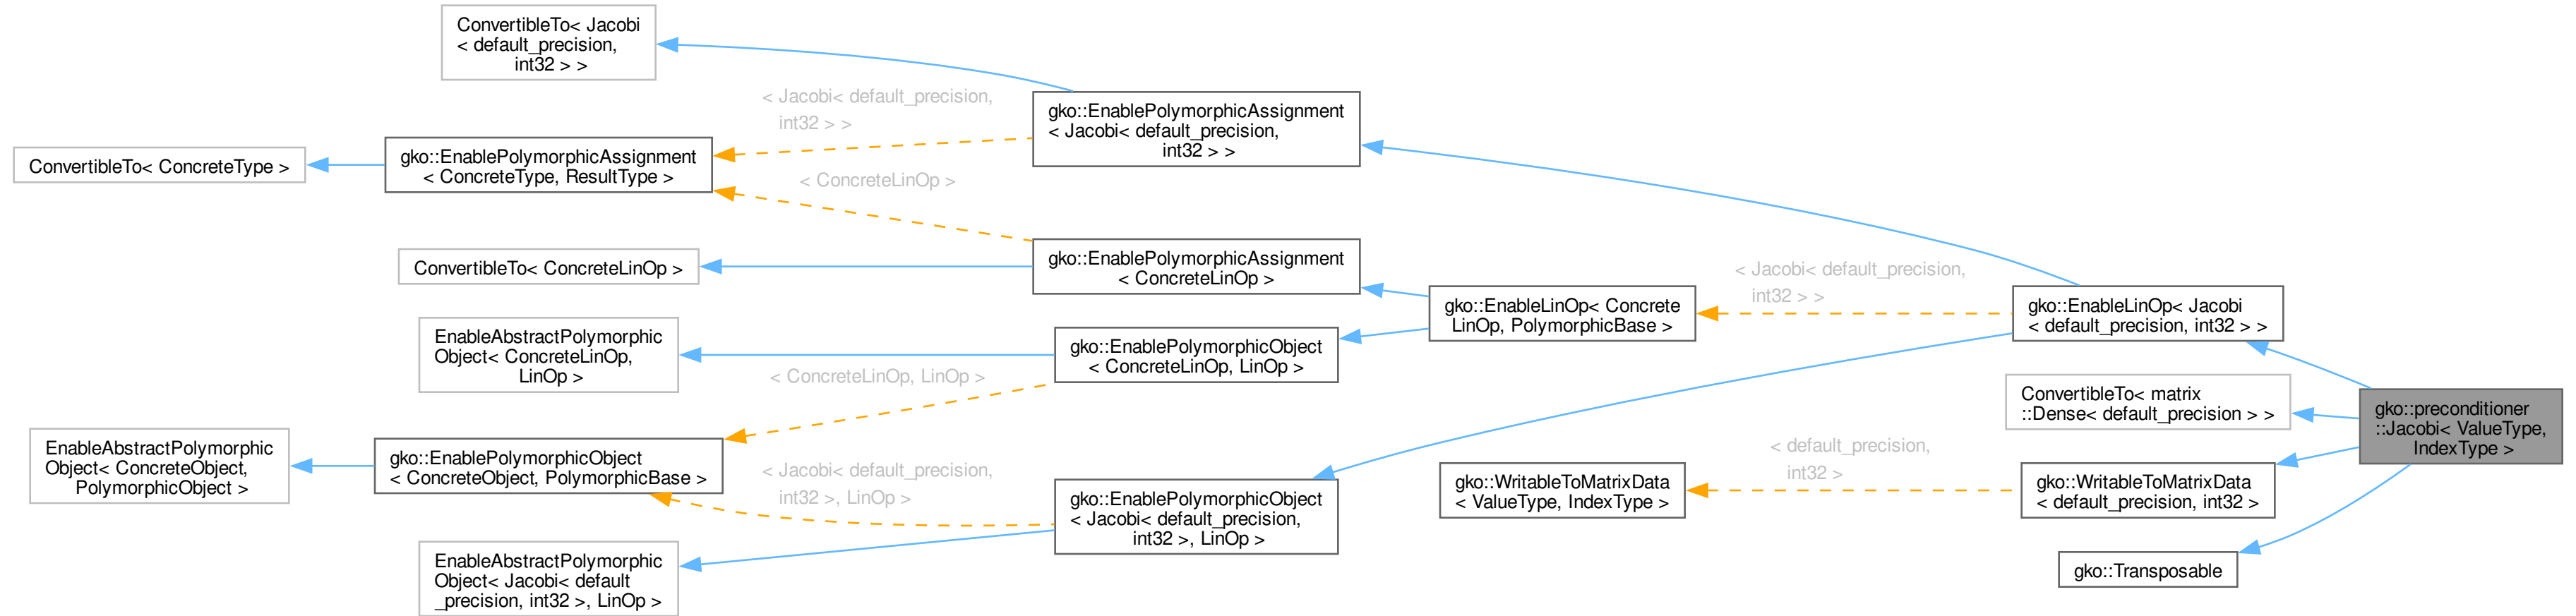 ConvertibleTo< Jacobi
< default_precision,
int32 > >
< Jacobi< default_precision,
int32 > >
gko::EnablePolymorphicAssignment
< Jacobi< default_precision,
int32 > >
ConvertibleTo< ConcreteType >
gko::EnablePolymorphicAssignment
< ConcreteType, ResultType >
< ConcreteLinOp >
ConvertibleTo< ConcreteLinOp >
gko::EnablePolymorphicAssignment
< ConcreteLinOp >
gko::EnableLinOp< Concrete
LinOp, PolymorphicBase >
< Jacobi< default_precision,
int32 > >
gko::EnableLinOp< Jacobi
< default_precision, int32 > >
EnableAbstractPolymorphic
Object< ConcreteLinOp,
LinOp >
gko::EnablePolymorphicObject
< ConcreteLinOp, LinOp >
< ConcreteLinOp, LinOp >
ConvertibleTo< matrix
::Dense< default_precision > >
gko::preconditioner
::Jacobi< ValueType,
IndexType >
EnableAbstractPolymorphic
Object< ConcreteObject,
PolymorphicObject >
gko::EnablePolymorphicObject
< ConcreteObject, PolymorphicBase >
< Jacobi< default_precision,
int32 >, LinOp >
gko::EnablePolymorphicObject
< Jacobi< default_precision,
int32 >, LinOp >
gko::WritableToMatrixData
< ValueType, IndexType >
< default_precision,
int32 >
gko::WritableToMatrixData
< default_precision, int32 >
EnableAbstractPolymorphic
Object< Jacobi< default
_precision, int32 >, LinOp >
gko::Transposable